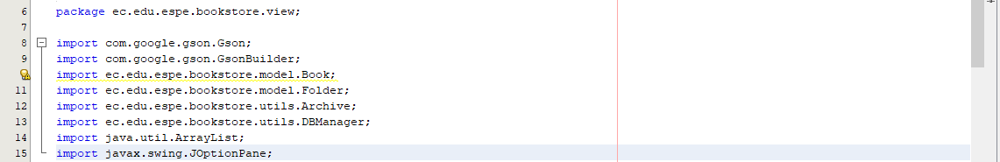 6 package ec.edu.espe.bookstore.view;
7
8 import com.google.gson.Gson;
9 import com.google.gson.GsonBuilder;
import ec.edu.espe.bookstore.model.Book;
11 import ec.edu.espe.bookstore.model.Folder;
12 import ec.edu.espe.bookstore.utils.Archive;
13 import ec.edu.espe.bookstore.utils.DBManager;
14 import java.util.ArrayList;
15 import javax.swing.JOptionPane;